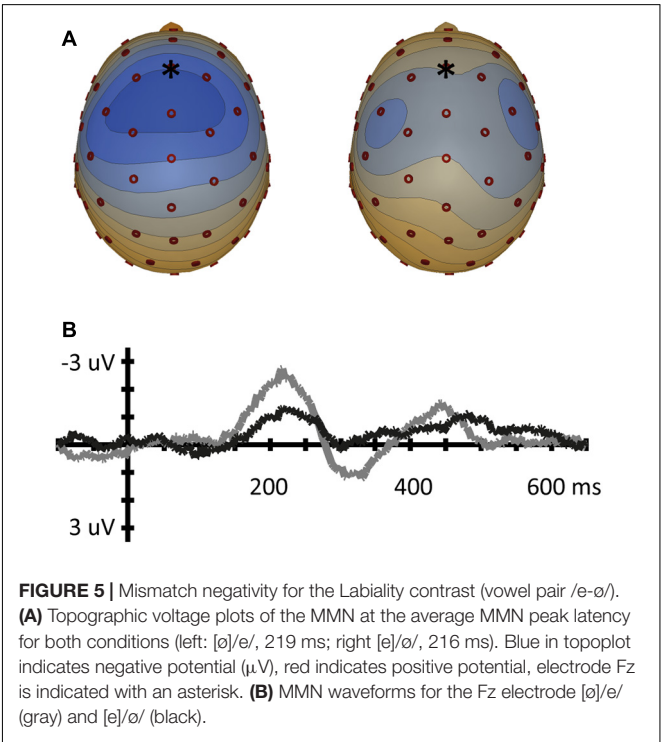 A
*
*
B
-3 uV
200
400
600 ms
3 uV
FIGURE 5 | Mismatch negativity for the Labiality contrast (vowel pair /e-ø/).
(A) Topographic voltage plots of the MMN at the average MMN peak latency
for both conditions (left: [ø]/e/, 219 ms; right [e]/ø/, 216 ms). Blue in topoplot
indicates negative potential (μV), red indicates positive potential, electrode Fz
is indicated with an asterisk. (B) MMN waveforms for the Fz electrode [ø]/e/
(gray) and [e]/ø/ (black).